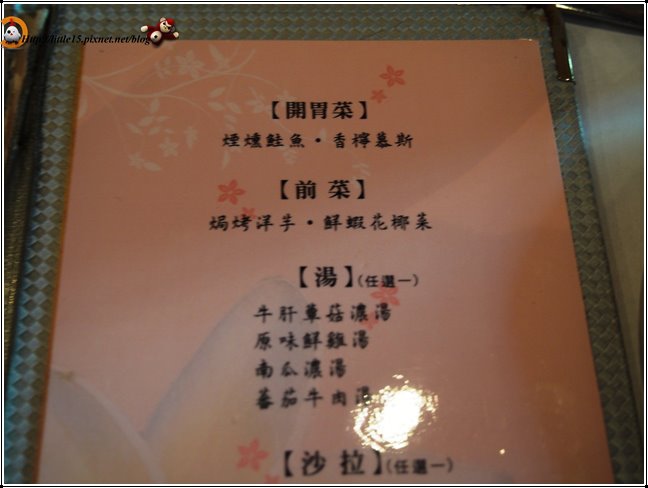 http://little15.pixnet.net/blog
【開胃菜】
煙燻鮭魚・香檸慕斯
【前菜】
焗烤洋芋・鮮蝦花椰菜
【湯】(任選一)
牛肝蕈菇濃湯
原味鮮雞湯
南瓜濃湯
蕃茄牛肉湯
【沙拉】(任選一)